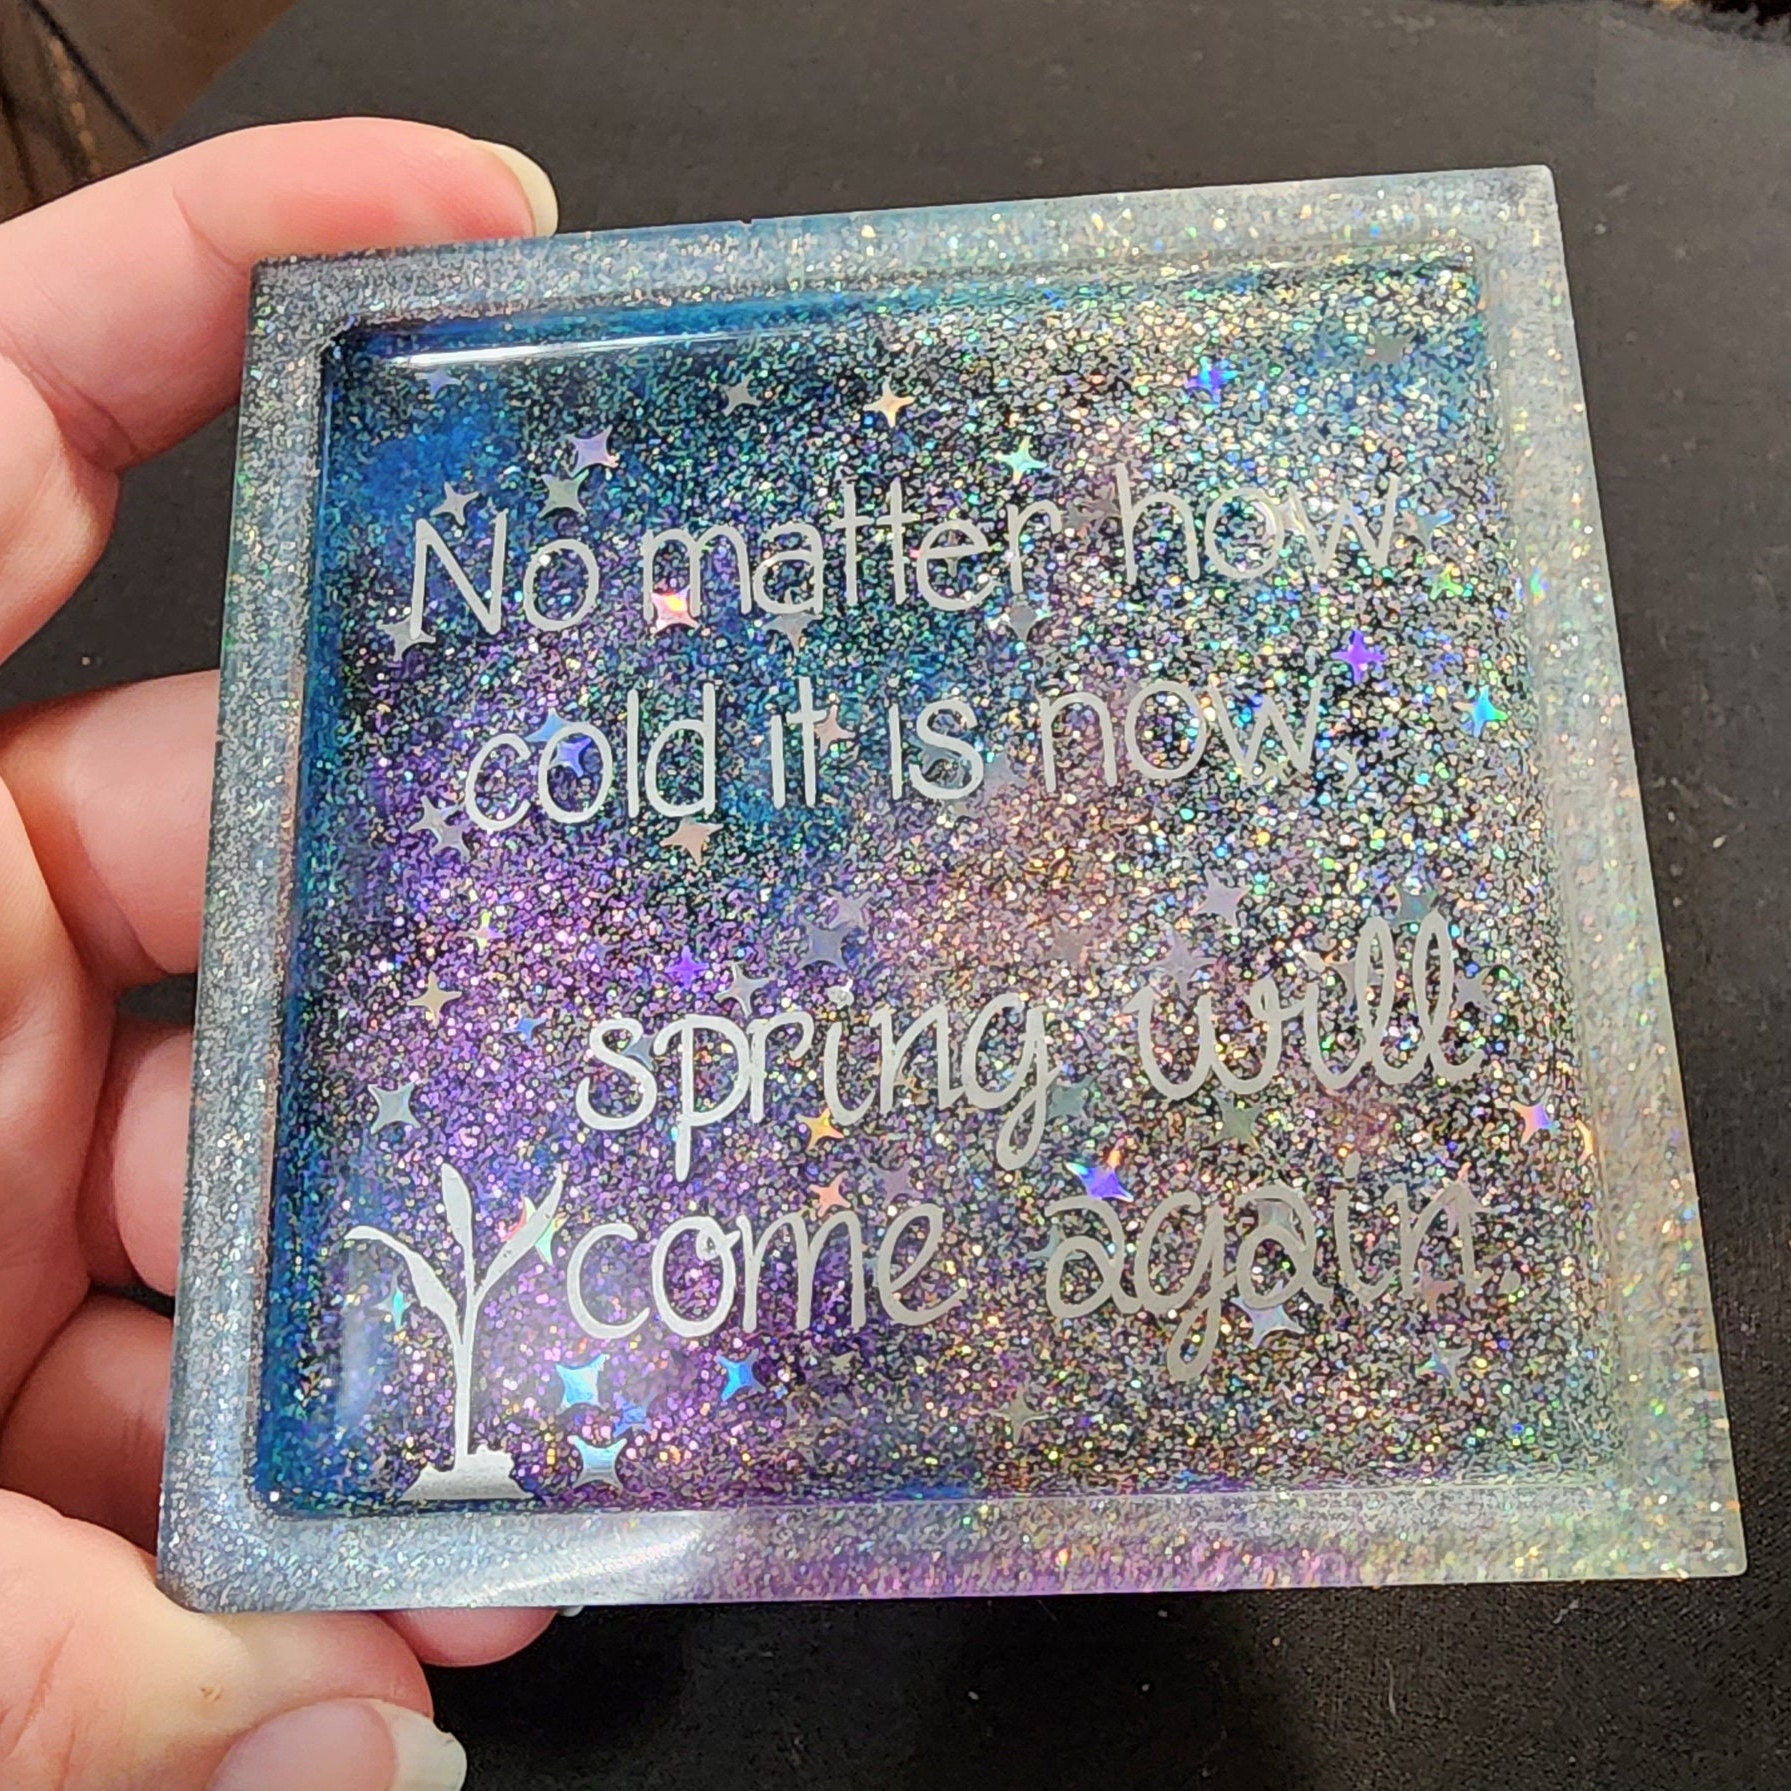 No matter how
cold it is now,
spring will
come again.